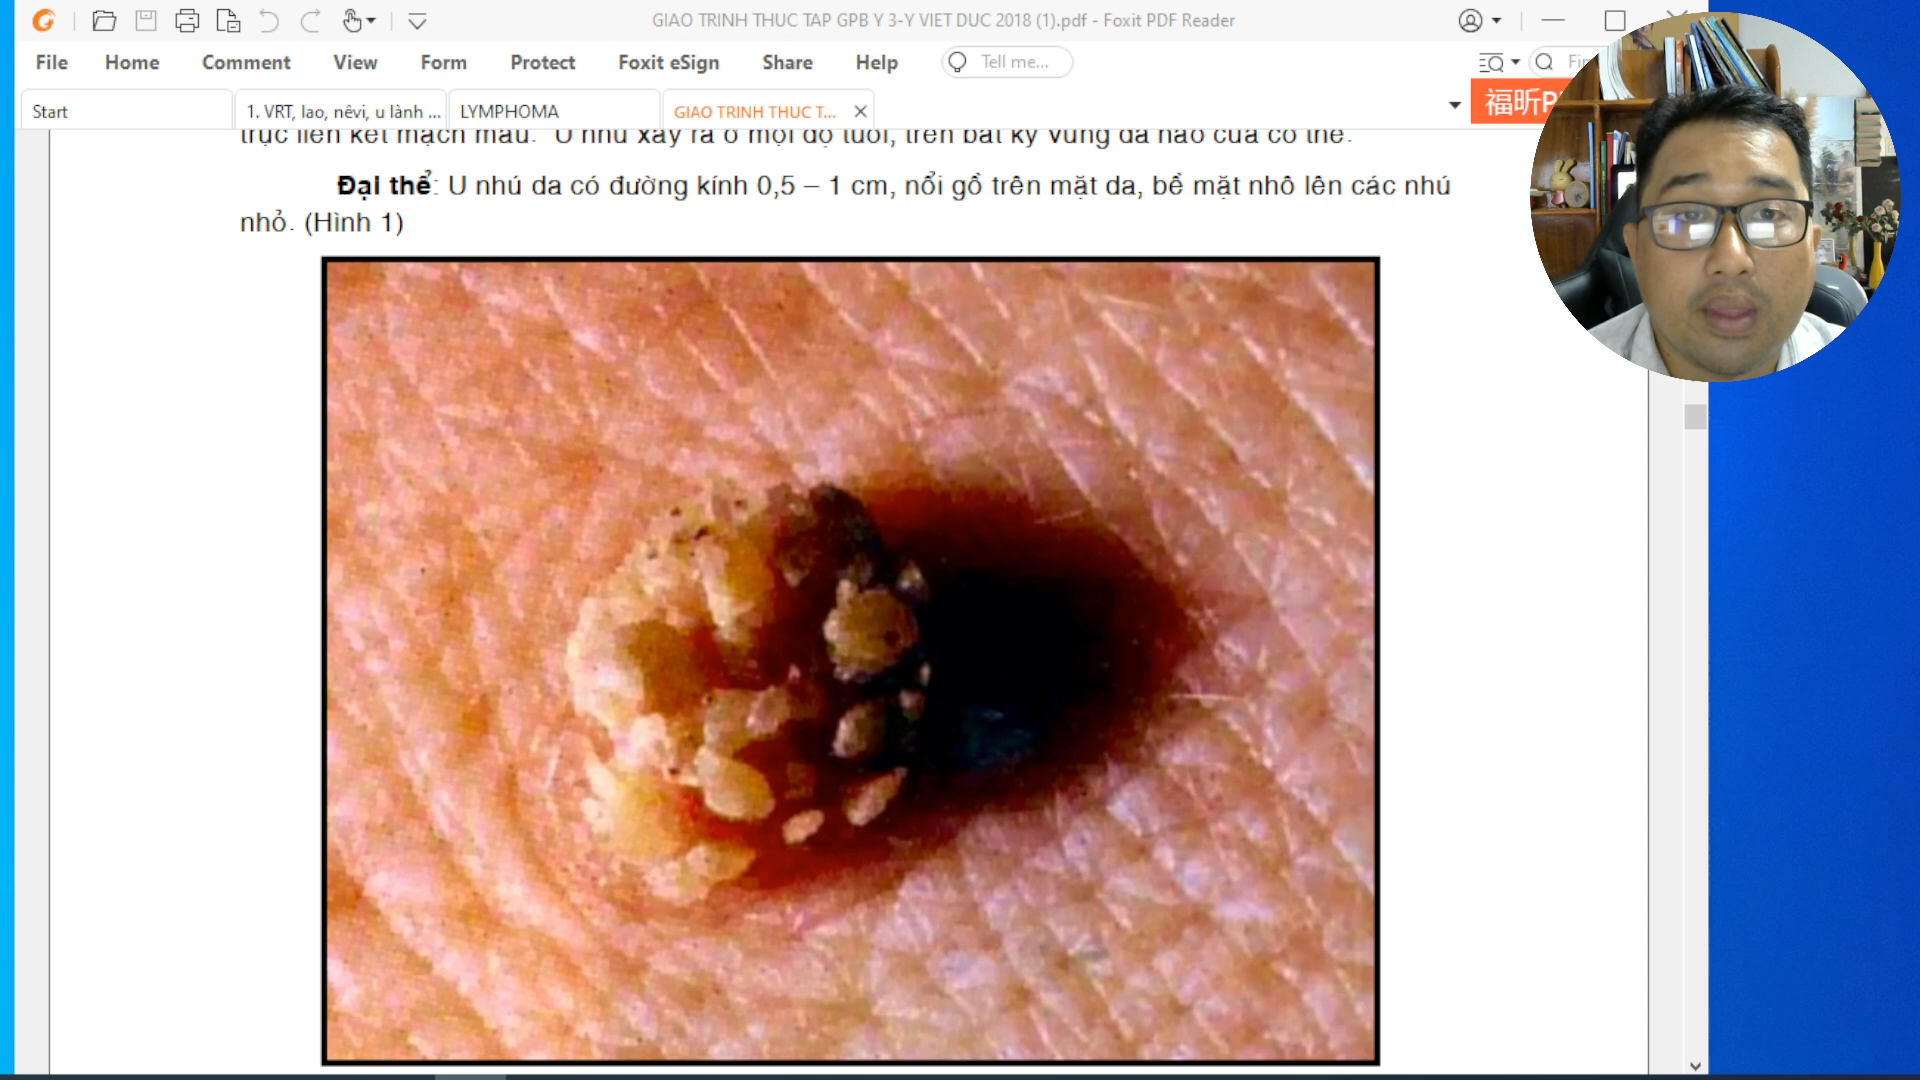 GIAO TRINH THUC TAP GPB Y 3-Y VIET DUC 2018 (1).pdf - Foxit PDF Reader
File Home Comment View Form Protect Foxit eSign Share Help Tell me...
Start 1. VRT, lao, nêvi, u lành ... LYMPHOMA GIAO TRINH THUC T... 福昕P
trục liên kết mạch máu. U nhú xảy ra ở mọi độ tuổi, trên bất kỳ vùng da nào của cơ thể.
Đại thể: U nhú da có đường kính 0,5 – 1 cm, nổi gồ trên mặt da, bề mặt nhô lên các nhú
nhỏ. (Hình 1)